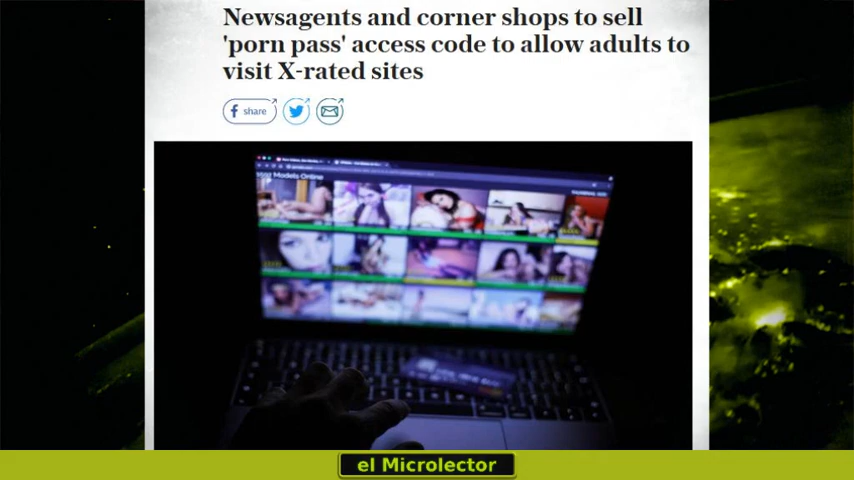 Newsagents and corner shops to sell
'porn pass' access code to allow adults to
visit X-rated sites
share
Models Online
el Microlector